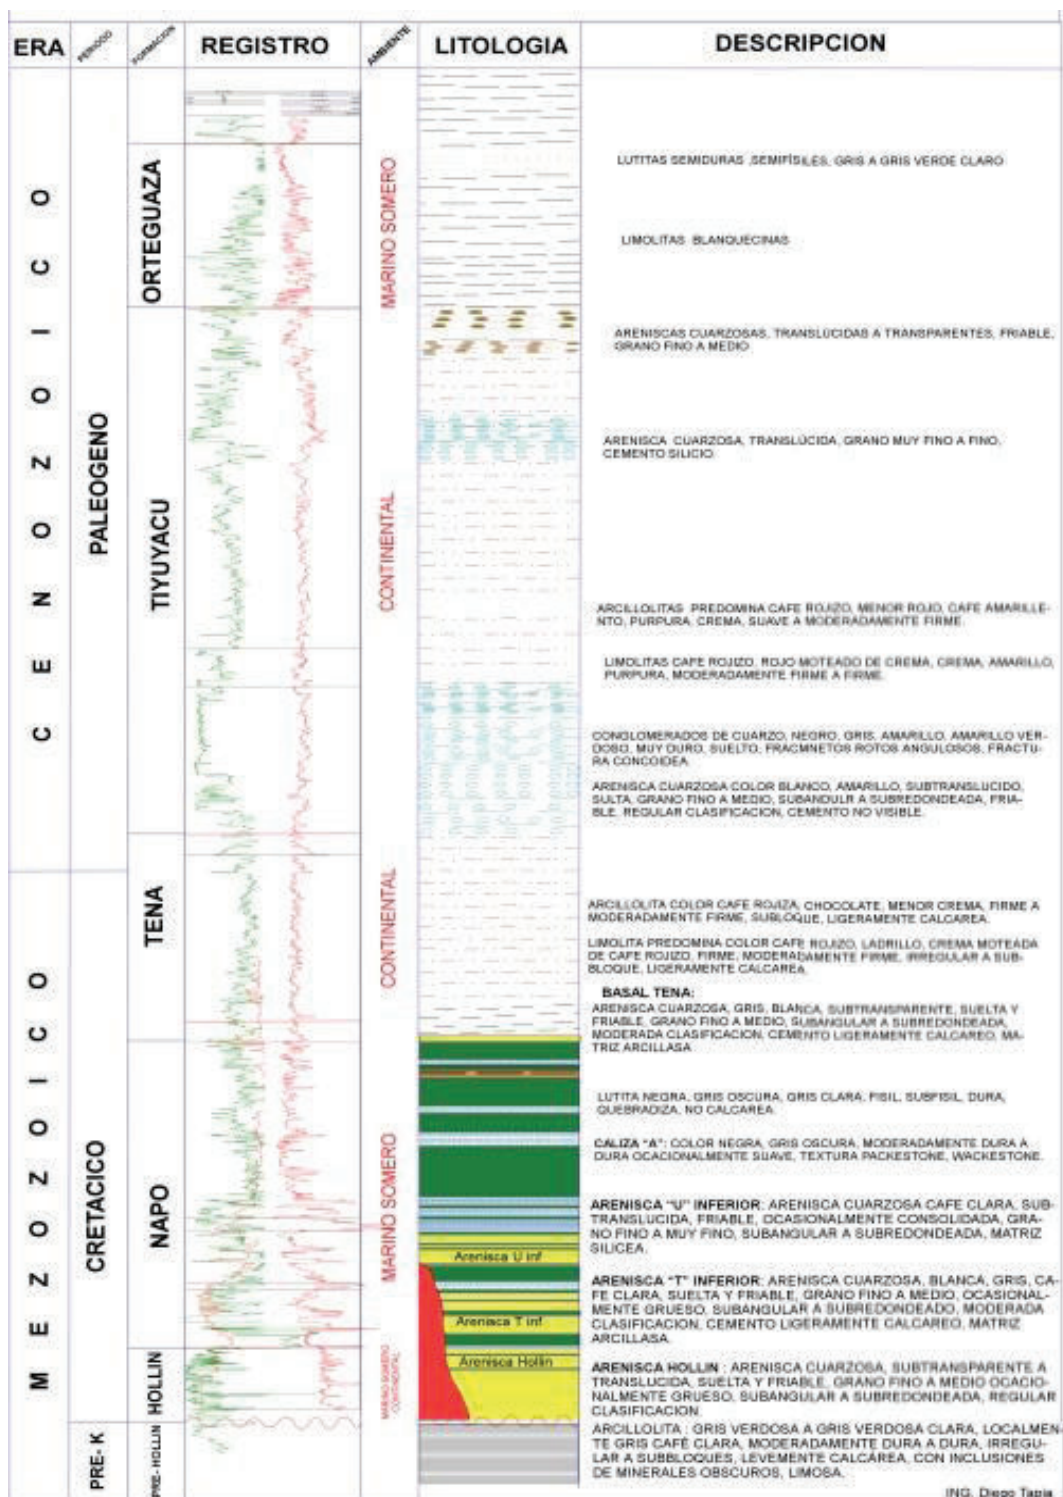 ERA PERIODO FORMACION REGISTRO AMBIENTE LITOLOGIA DESCRIPCION
CENOZOICO
MEZOZOICO
PALEOGENO
CRETACICO
PRE- K
ORTEGUAZA
TIYUYACU
TENA
NAPO
HOLLIN
PRE- HOLLIN
MARINO SOMERO
CONTINENTAL
CONTINENTAL
MARINO SOMERO
MARINO SOMERO
CONTINENTAL
Arenisca U inf
Arenisca T inf
Arenisca Hollin
LUTITAS SEMIDURAS ,SEMIFÍSILES, GRIS A GRIS VERDE CLARO
LIMOLITAS BLANQUECINAS
ARENISCAS CUARZOSAS, TRANSLÚCIDAS A TRANSPARENTES, FRIABLE,
GRANO FINO A MEDIO
ARENISCA CUARZOSA, TRANSLÚCIDA, GRANO MUY FINO A FINO,
CEMENTO SILICIO.
ARCILLOLITAS PREDOMINA CAFE ROJIZO, MENOR ROJO, CAFE AMARILLE-
NTO, PURPURA, CREMA, SUAVE A MODERADAMENTE FIRME.
LIMOLITAS CAFE ROJIZO, ROJO MOTEADO DE CREMA, CREMA, AMARILLO,
PURPURA, MODERADAMENTE FIRME A FIRME.
CONGLOMERADOS DE CUARZO, NEGRO, GRIS, AMARILLO, AMARILLO VER-
DOSO, MUY DURO, SUELTO, FRACMNETOS ROTOS ANGULOSOS, FRACTU-
RA CONCOIDEA
ARENISCA CUARZOSA COLOR BLANCO, AMARILLO, SUBTRANSLUCIDO,
SULTA, GRANO FINO A MEDIO, SUBANDULR A SUBREDONDEADA, FRIA-
BLE, REGULAR CLASIFICACION, CEMENTO NO VISIBLE.
ARCILLOLITA COLOR CAFE ROJIZA, CHOCOLATE, MENOR CREMA, FIRME A
MODERADAMENTE FIRME, SUBLOQUE, LIGERAMENTE CALCAREA.
LIMOLITA PREDOMINA COLOR CAFE ROJIZO, LADRILLO, CREMA MOTEADA
DE CAFE ROJIZO, FIRME, MODERADAMENTE FIRME, IRREGULAR A SUB-
BLOQUE, LIGERAMENTE CALCAREA.
BASAL TENA:
ARENISCA CUARZOSA, GRIS, BLANCA, SUBTRANSPARENTE, SUELTA Y
FRIABLE, GRANO FINO A MEDIO, SUBANGULAR A SUBREDONDEADA,
MODERADA CLASIFICACION, CEMENTO LIGERAMENTE CALCAREO, MA-
TRIZ ARCILLASA
LUTITA NEGRA, GRIS OSCURA, GRIS CLARA, FISIL, SUBFISIL, DURA,
QUEBRADIZA, NO CALCAREA.
CALIZA "A": COLOR NEGRA, GRIS OSCURA, MODERADAMENTE DURA A
DURA OCACIONALMENTE SUAVE, TEXTURA PACKESTONE, WACKESTONE.
ARENISCA "U" INFERIOR: ARENISCA CUARZOSA CAFE CLARA, SUB-
TRANSLUCIDA, FRIABLE, OCASIONALMENTE CONSOLIDADA, GRA-
NO FINO A MUY FINO, SUBANGULAR A SUBREDONDEADA, MATRIZ
SILICEA.
ARENISCA "T" INFERIOR: ARENISCA CUARZOSA, BLANCA, GRIS, CA-
FE CLARA, SUELTA Y FRIABLE, GRANO FINO A MEDIO, OCASIONAL-
MENTE GRUESO, SUBANGULAR A SUBREDONDEADO, MODERADA
CLASIFICACION, CEMENTO LIGERAMENTE CALCAREO, MATRIZ
ARCILLASA.
ARENISCA HOLLIN : ARENISCA CUARZOSA, SUBTRANSPARENTE A
TRANSLUCIDA, SUELTA Y FRIABLE, GRANO FINO A MEDIO OCACIO-
NALMENTE GRUESO, SUBANGULAR A SUBREDONDEADA, REGULAR
CLASIFICACION.
ARCILLOLITA : GRIS VERDOSA A GRIS VERDOSA CLARA, LOCALMEN-
TE GRIS CAFÉ CLARA, MODERADAMENTE DURA A DURA, IRREGU-
LAR A SUBBLOQUES, LEVEMENTE CALCÁREA, CON INCLUSIONES
DE MINERALES OBSCUROS, LIMOSA.
ING. Diego Tapia